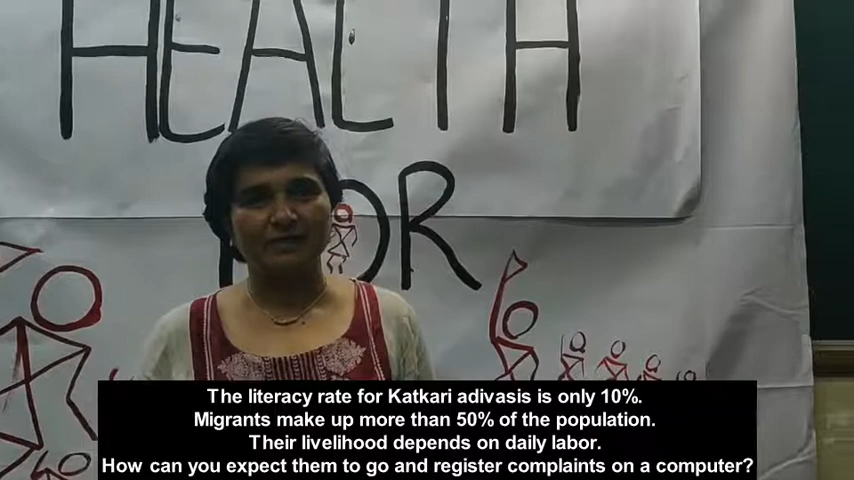 HEALTH
FOR
The literacy rate for Katkari adivasis is only 10%.
Migrants make up more than 50% of the population.
Their livelihood depends on daily labor.
How can you expect them to go and register complaints on a computer?